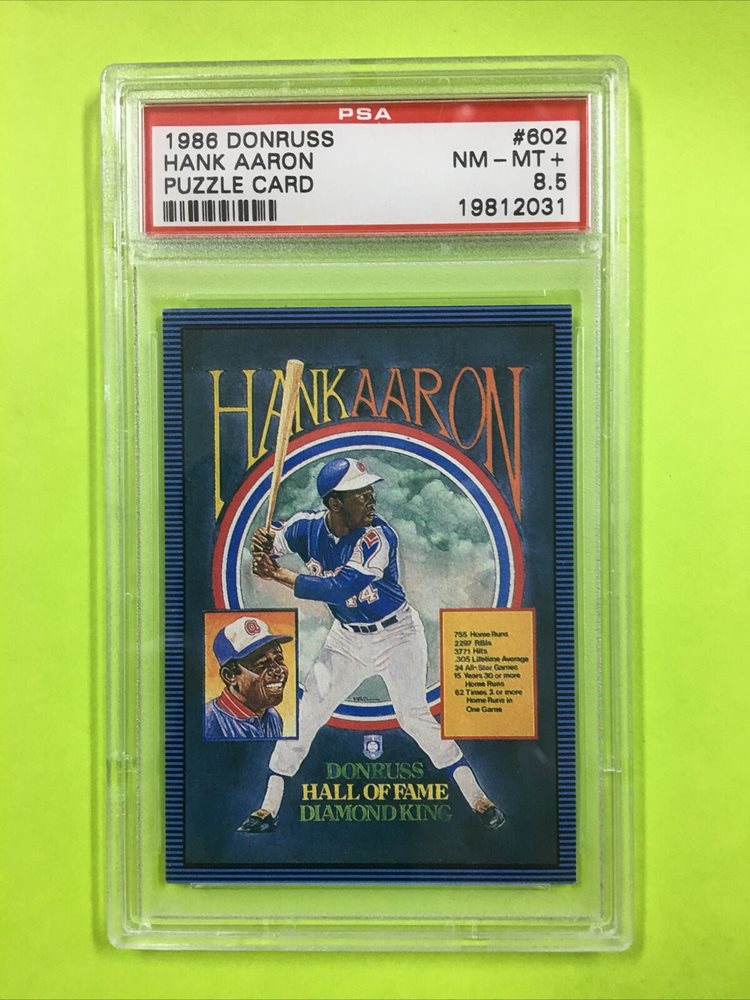 PSA
1986 DONRUSS #602
HANK AARON NM - MT +
PUZZLE CARD 8.5
19812031
HANK AARON
755 Home Runs
2297 RBIs
3771 Hits
.305 Lifetime Average
24 All-Star Games
15 Years 30 or more
Home Runs
62 Times 2 or more
Home Runs in
One Game
DONRUSS
HALL OF FAME
DIAMOND KING